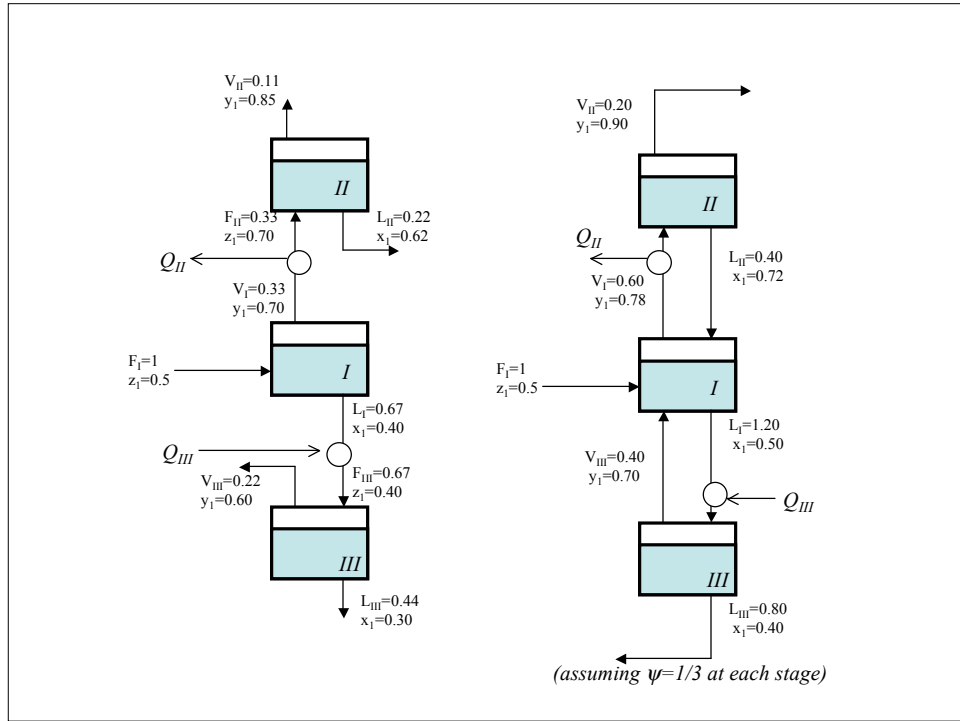 V_II=0.11
y_1=0.85
II
F_II=0.33
z_1=0.70
L_II=0.22
x_1=0.62
Q_II
V_I=0.33
y_1=0.70
F_I=1
z_1=0.5
I
L_I=0.67
x_1=0.40
Q_III
V_III=0.22
y_1=0.60
F_III=0.67
z_1=0.40
III
L_III=0.44
x_1=0.30
V_II=0.20
y_1=0.90
II
Q_II
L_II=0.40
x_1=0.72
V_I=0.60
y_1=0.78
F_I=1
z_1=0.5
I
L_I=1.20
x_1=0.50
V_III=0.40
y_1=0.70
Q_III
III
L_III=0.80
x_1=0.40
(assuming ψ=1/3 at each stage)